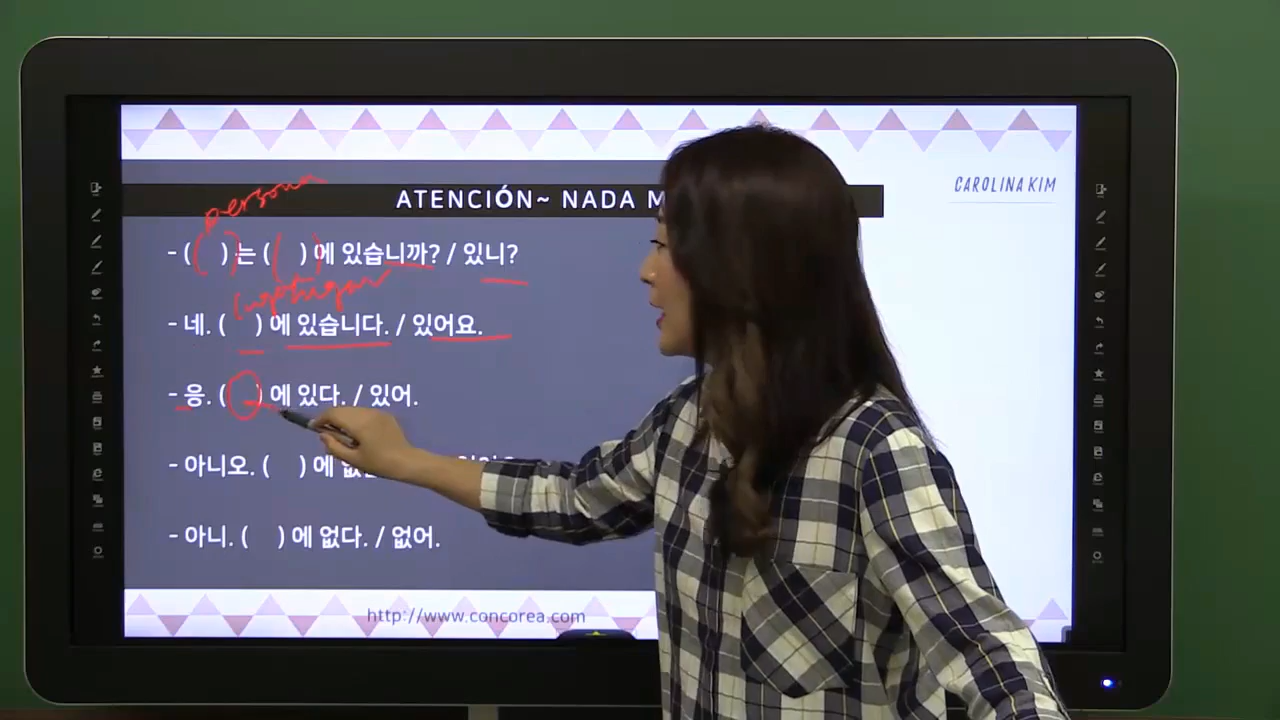 CAROLINA KIM
persona
ATENCIÓN~ NADA M
- ( ) 는 ( ) 에 있습니까? / 있니?
lugar
- 네. ( ) 에 있습니다. / 있어요.
- 응. ( ) 에 있다. / 있어.
- 아니오. ( ) 에
- 아니. ( ) 에 없다. / 없어.
http://www.concorea.com